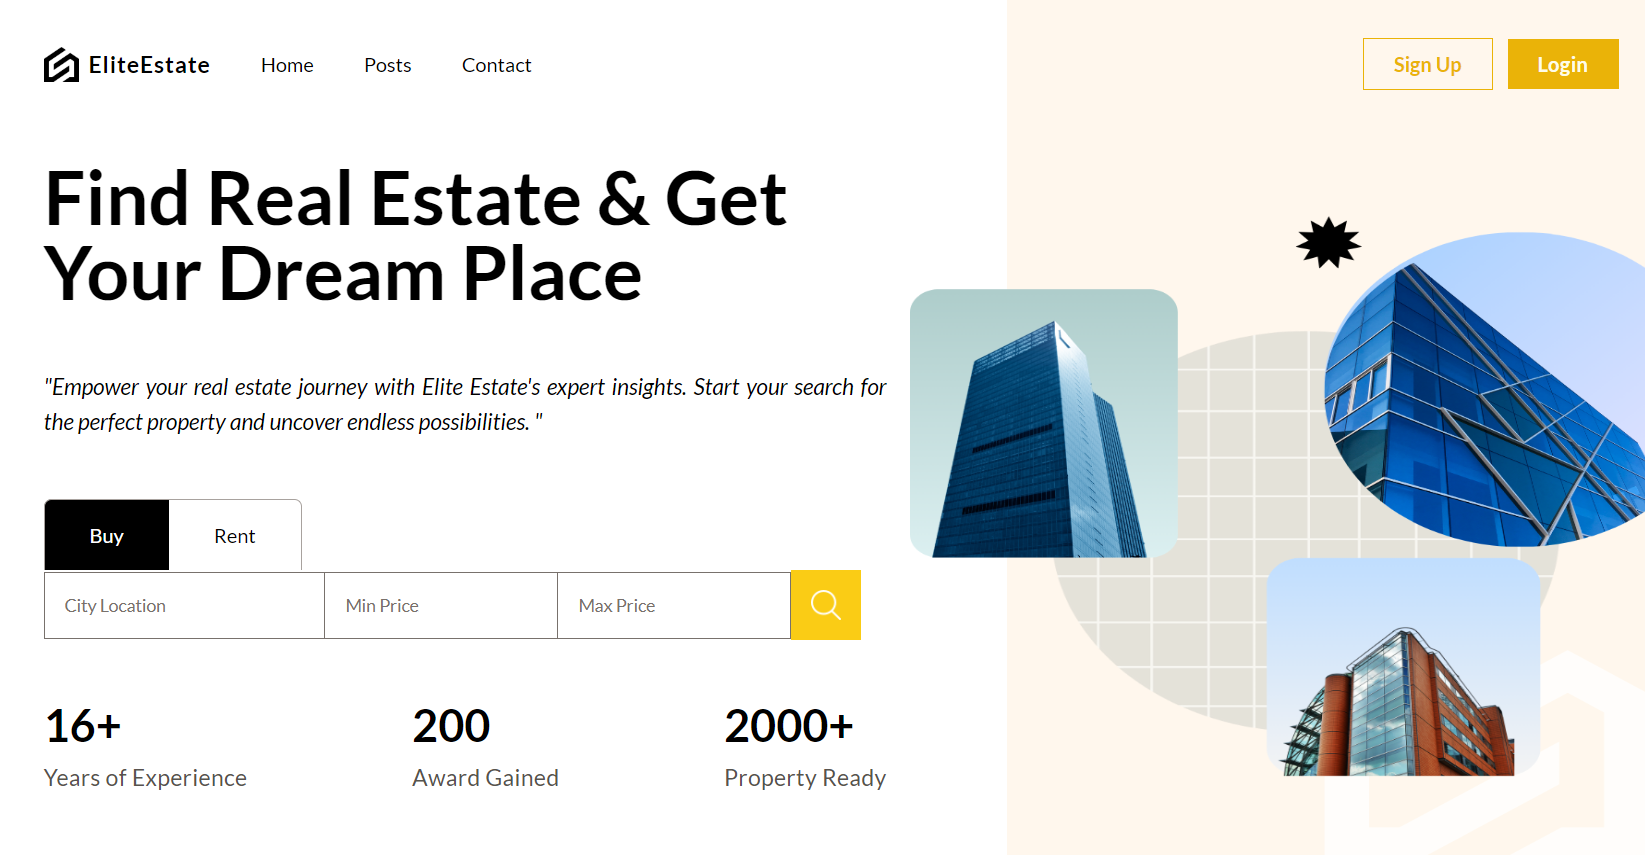 EliteEstate
Home
Posts
Contact
Sign Up
Login
Find Real Estate & Get
Your Dream Place
"Empower your real estate journey with Elite Estate's expert insights. Start your search for
the perfect property and uncover endless possibilities. "
Buy
Rent
City Location
Min Price
Max Price
16+
Years of Experience
200
Award Gained
2000+
Property Ready